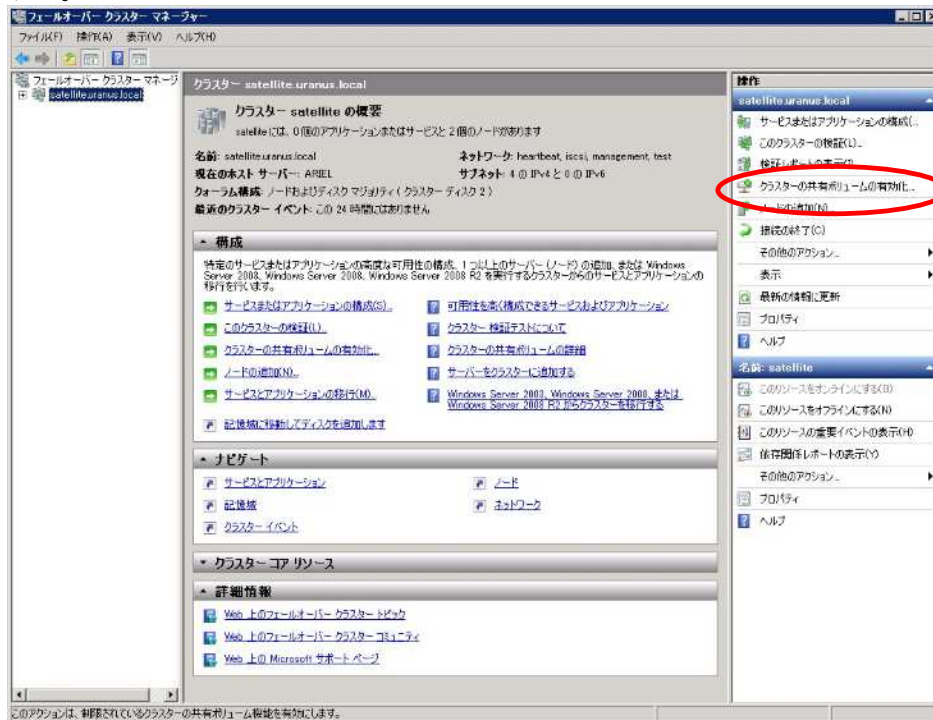 フェールオーバー クラスター マネージャー
ファイル(F) 操作(A) 表示(V) ヘルプ(H)
フェールオーバー クラスター マネージ
satellite.uranus.local
クラスター satellite.uranus.local
クラスター satellite の概要
satellite には、0 個のアプリケーションまたはサービスと 2 個のノードがあります
名前: satellite.uranus.local
現在のホスト サーバー: ARIEL
クォーラム構成: ノードおよびディスク マジョリティ (クラスター ディスク 2)
最近のクラスター イベント: この 24 時間にはありません
ネットワーク: heartbeat, iscsi, management, test
サブネット: 4 の IPv4 と 0 の IPv6
構成
特定のサービスまたはアプリケーションの高度な可用性の構成、1 つ以上のサーバー (ノード) の追加、または Windows
Server 2003、Windows Server 2008、Windows Server 2008 R2 を実行するクラスターからのサービスとアプリケーションの
移行を行います。
サービスまたはアプリケーションの構成(S)...
このクラスターの検証(L)...
クラスターの共有ボリュームの有効化...
ノードの追加(N)...
サービスとアプリケーションの移行(M)...
記憶域に移動してディスクを追加します
可用性を高く構成できるサービスおよびアプリケーション
クラスター検証テストについて
クラスターの共有ボリュームの詳細
サーバーをクラスターに追加する
Windows Server 2003、Windows Server 2008、または
Windows Server 2008 R2 からクラスターを移行する
ナビゲート
サービスとアプリケーション
記憶域
クラスター イベント
ノード
ネットワーク
クラスター コア リソース
詳細情報
Web 上のフェールオーバー クラスター トピック
Web 上のフェールオーバー クラスター コミュニティ
Web 上の Microsoft サポート ページ
操作
satellite.uranus.local
サービスまたはアプリケーションの構成(...
このクラスターの検証(L)...
検証レポートの表示(I)
クラスターの共有ボリュームの有効化...
ノードの追加(N)...
接続の終了(C)
その他のアクション...
表示
最新の情報に更新
プロパティ
ヘルプ
名前: satellite
このリソースをオンラインにする(B)
このリソースをオフラインにする(N)
このリソースの重要イベントの表示(H)
依存関係レポートの表示(Y)
その他のアクション...
プロパティ
ヘルプ
このアクションは、制限されているクラスターの共有ボリューム機能を有効にします。